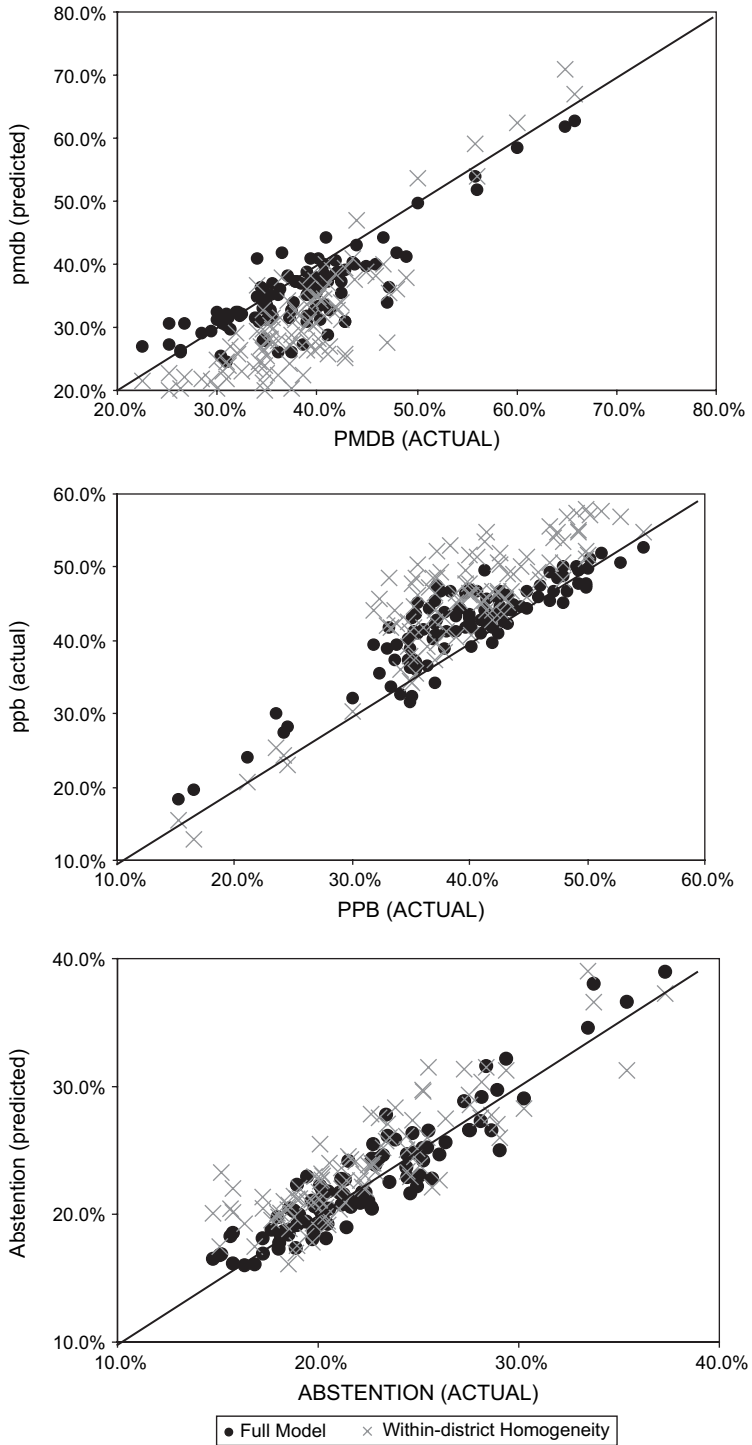 80.0%
70.0%
60.0%
50.0%
40.0%
30.0%
20.0%
pmdb (predicted)
20.0% 30.0% 40.0% 50.0% 60.0% 70.0% 80.0%
PMDB (ACTUAL)
60.0%
50.0%
40.0%
30.0%
20.0%
10.0%
ppb (actual)
10.0% 20.0% 30.0% 40.0% 50.0% 60.0%
PPB (ACTUAL)
40.0%
30.0%
20.0%
10.0%
Abstention (predicted)
10.0% 20.0% 30.0% 40.0%
ABSTENTION (ACTUAL)
Full Model Within-district Homogeneity